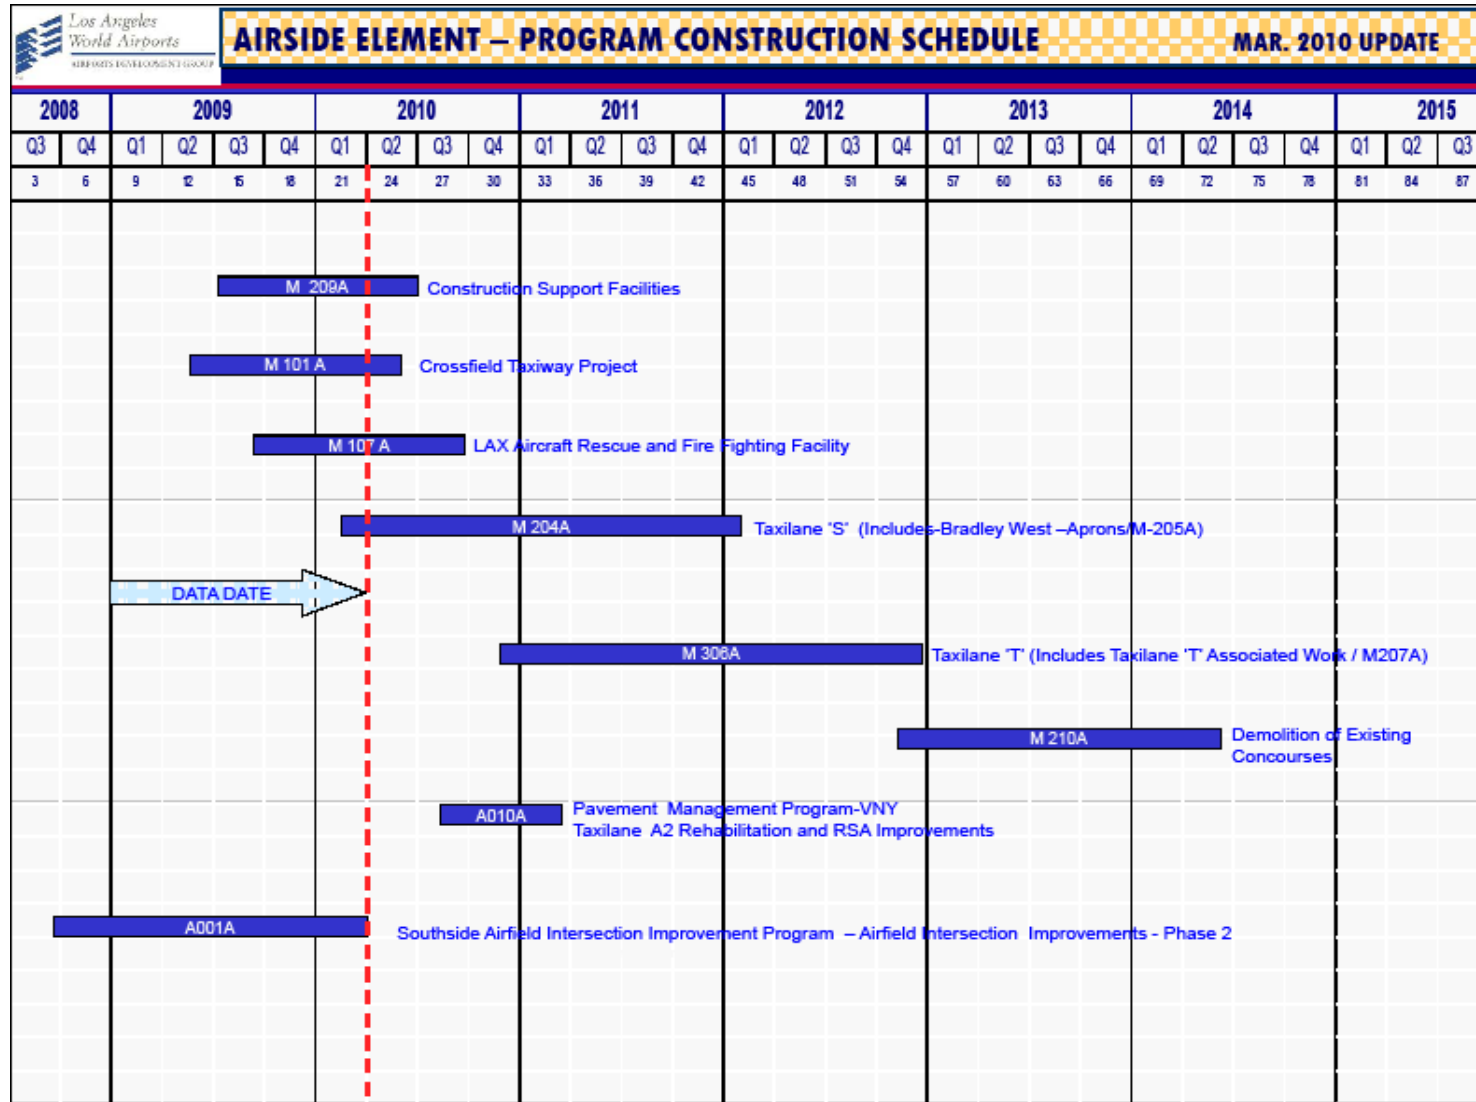 Los Angeles
World Airports
AIRPORTS DEVELOPMENT GROUP
AIRSIDE ELEMENT – PROGRAM CONSTRUCTION SCHEDULE
MAR. 2010 UPDATE
2008 2009 2010 2011 2012 2013 2014 2015
Q3 Q4 Q1 Q2 Q3 Q4 Q1 Q2 Q3 Q4 Q1 Q2 Q3 Q4 Q1 Q2 Q3 Q4 Q1 Q2 Q3 Q4 Q1 Q2 Q3 Q4 Q1 Q2 Q3
3 6 9 12 15 18 21 24 27 30 33 36 39 42 45 48 51 54 57 60 63 66 69 72 75 78 81 84 87
M 209A Construction Support Facilities
M 101 A Crossfield Taxiway Project
M 107 A LAX Aircraft Rescue and Fire Fighting Facility
M 204A Taxilane 'S' (Includes-Bradley West –Aprons/M-205A)
DATA DATE
M 306A Taxilane 'T' (Includes Taxilane 'T' Associated Work / M207A)
M 210A Demolition of Existing
Concourses
A010A Pavement Management Program-VNY
Taxilane A2 Rehabilitation and RSA Improvements
A001A Southside Airfield Intersection Improvement Program – Airfield Intersection Improvements - Phase 2